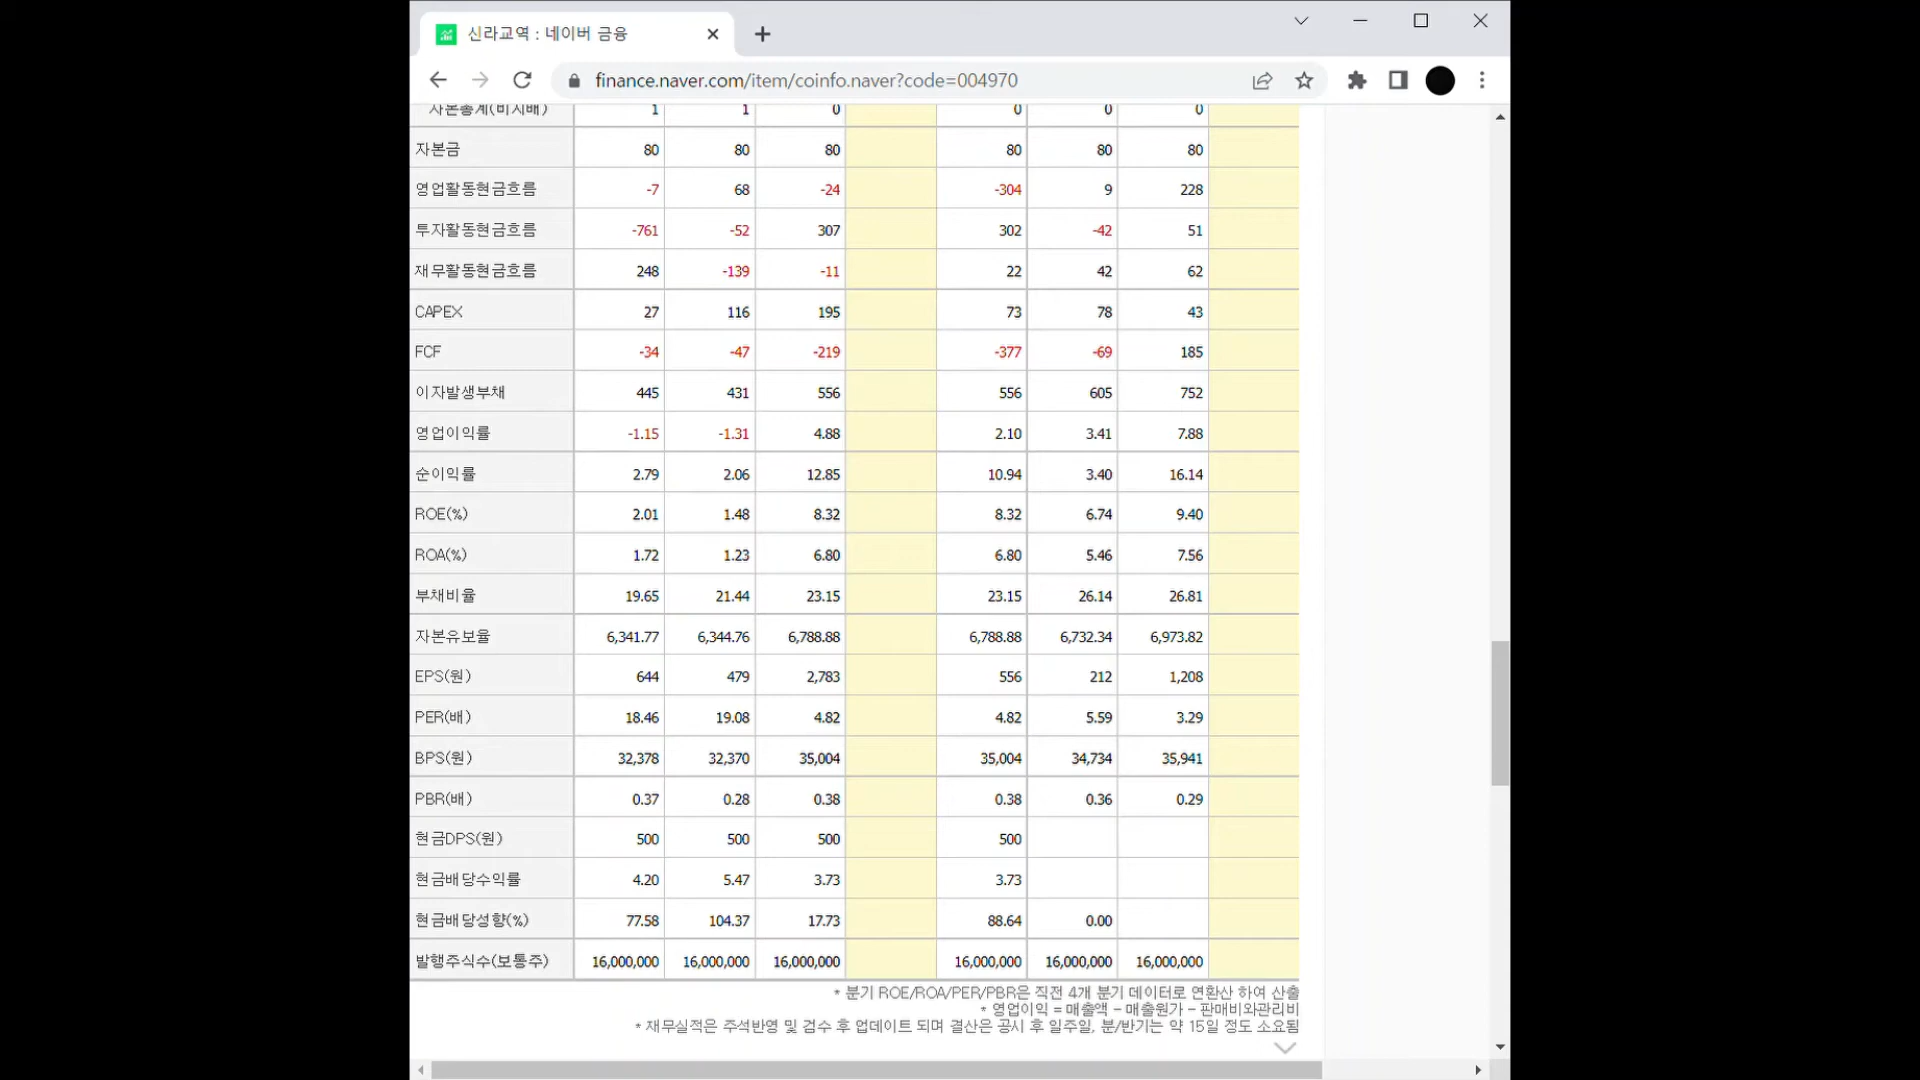 신라교역 : 네이버 금융
finance.naver.com/item/coinfo.naver?code=004970
자본총계(비지배) 1 1 0 0 0 0
자본금 80 80 80 80 80 80
영업활동현금흐름 -7 68 -24 -304 9 228
투자활동현금흐름 -761 -52 307 302 -42 51
재무활동현금흐름 248 -139 -11 22 42 62
CAPEX 27 116 195 73 78 43
FCF -34 -47 -219 -377 -69 185
이자발생부채 445 431 556 556 605 752
영업이익률 -1.15 -1.31 4.88 2.10 3.41 7.88
순이익률 2.79 2.06 12.85 10.94 3.40 16.14
ROE(%) 2.01 1.48 8.32 8.32 6.74 9.40
ROA(%) 1.72 1.23 6.80 6.80 5.46 7.56
부채비율 19.65 21.44 23.15 23.15 26.14 26.81
자본유보율 6,341.77 6,344.76 6,788.88 6,788.88 6,732.34 6,973.82
EPS(원) 644 479 2,783 556 212 1,208
PER(배) 18.46 19.08 4.82 4.82 5.59 3.29
BPS(원) 32,378 32,370 35,004 35,004 34,734 35,941
PBR(배) 0.37 0.28 0.38 0.38 0.36 0.29
현금DPS(원) 500 500 500 500
현금배당수익률 4.20 5.47 3.73 3.73
현금배당성향(%) 77.58 104.37 17.73 88.64 0.00
발행주식수(보통주) 16,000,000 16,000,000 16,000,000 16,000,000 16,000,000 16,000,000
* 분기 ROE/ROA/PER/PBR은 직전 4개 분기 데이터로 연환산 하여 산출
* 영업이익 = 매출액 - 매출원가 - 판매비와관리비
* 재무실적은 주석반영 및 검수 후 업데이트 되며 결산은 공시 후 일주일, 분/반기는 약 15일 정도 소요됨